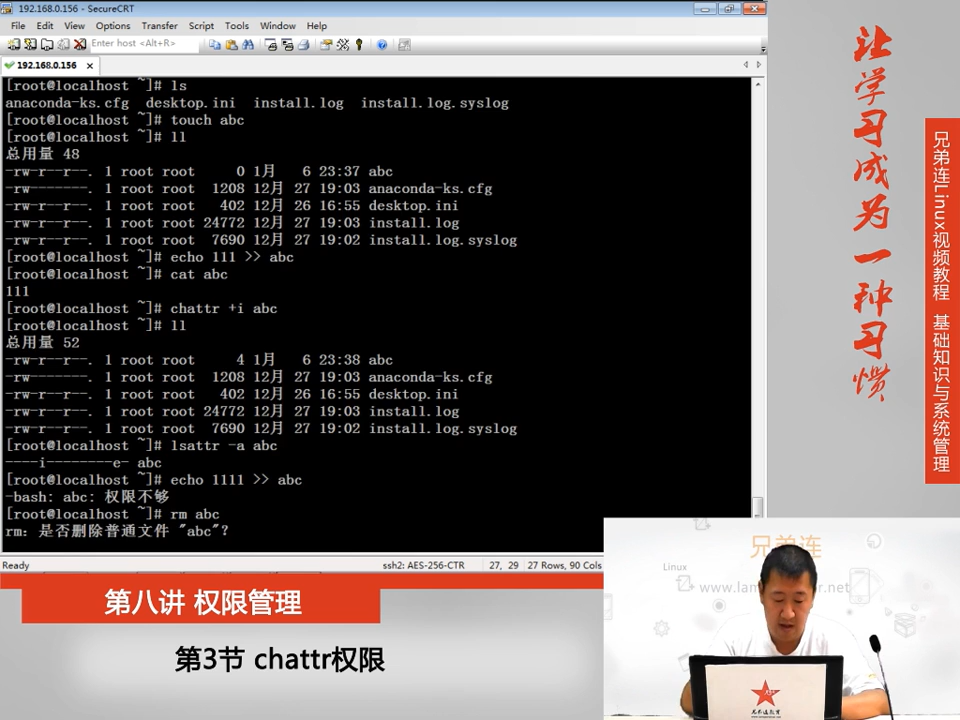 192.168.0.156 - SecureCRT
File Edit View Options Transfer Script Tools Window Help
Enter host <Alt+R>
192.168.0.156
[root@localhost ~]# ls
anaconda-ks.cfg desktop.ini install.log install.log.syslog
[root@localhost ~]# touch abc
[root@localhost ~]# ll
总用量 48
-rw-r--r--. 1 root root 0 1月 6 23:37 abc
-rw-------. 1 root root 1208 12月 27 19:03 anaconda-ks.cfg
-rw-r--r--. 1 root root 402 12月 26 16:55 desktop.ini
-rw-r--r--. 1 root root 24772 12月 27 19:03 install.log
-rw-r--r--. 1 root root 7690 12月 27 19:02 install.log.syslog
[root@localhost ~]# echo 111 >> abc
[root@localhost ~]# cat abc
111
[root@localhost ~]# chattr +i abc
[root@localhost ~]# ll
总用量 52
-rw-r--r--. 1 root root 4 1月 6 23:38 abc
-rw-------. 1 root root 1208 12月 27 19:03 anaconda-ks.cfg
-rw-r--r--. 1 root root 402 12月 26 16:55 desktop.ini
-rw-r--r--. 1 root root 24772 12月 27 19:03 install.log
-rw-r--r--. 1 root root 7690 12月 27 19:02 install.log.syslog
[root@localhost ~]# lsattr -a abc
----i--------e- abc
[root@localhost ~]# echo 1111 >> abc
-bash: abc: 权限不够
[root@localhost ~]# rm abc
rm: 是否删除普通文件 "abc"?
Ready ssh2: AES-256-CTR 27, 29 27 Rows, 90 Cols
让学习成为一种习惯
兄弟连Linux视频教程 基础知识与系统管理
第八讲 权限管理
第3节 chattr权限
兄弟连
Linux